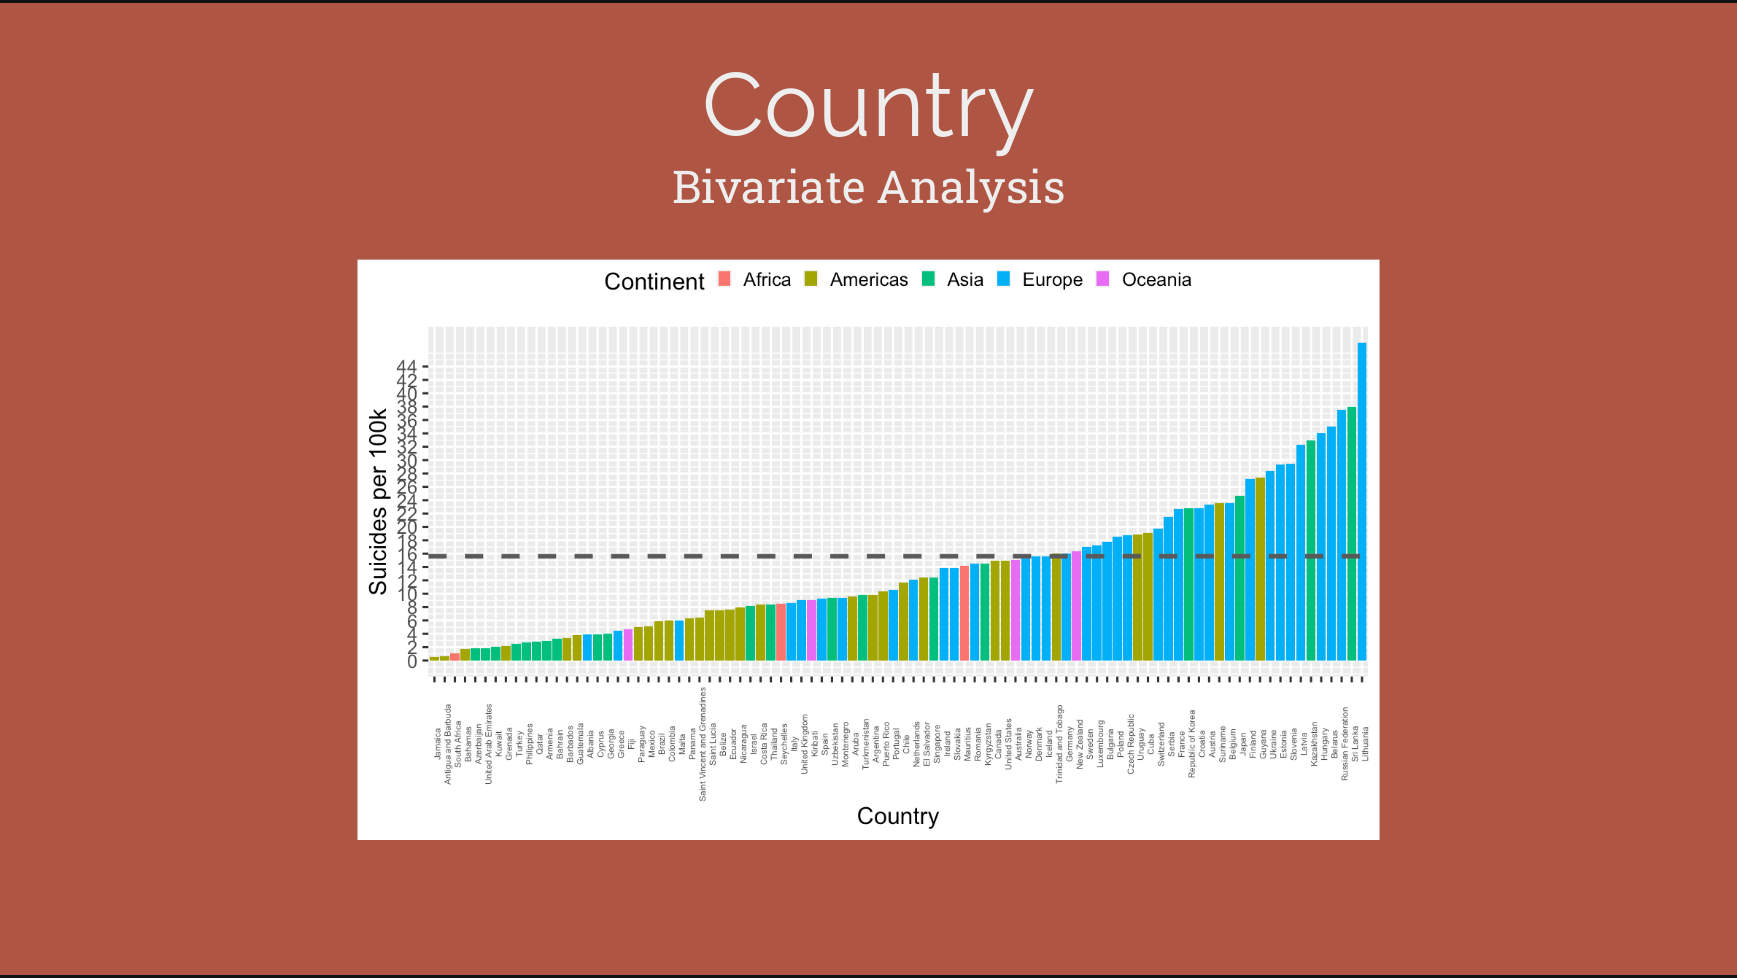 Country
Bivariate Analysis
Continent Africa Americas Asia Europe Oceania
Suicides per 100k
44
42
40
38
36
34
32
30
28
26
24
22
20
18
16
14
12
10
8
6
4
2
0
Jamaica
Antigua and Barbuda
South Africa
Bahamas
Azerbaijan
United Arab Emirates
Kuwait
Grenada
Turkey
Philippines
Qatar
Armenia
Bahrain
Barbados
Guatemala
Albania
Cyprus
Georgia
Greece
Fiji
Paraguay
Mexico
Brazil
Colombia
Malta
Panama
Saint Vincent and Grenadines
Saint Lucia
Belize
Ecuador
Nicaragua
Israel
Costa Rica
Thailand
Seychelles
Italy
United Kingdom
Kiribati
Spain
Uzbekistan
Montenegro
Aruba
Turkmenistan
Argentina
Puerto Rico
Portugal
Chile
Netherlands
El Salvador
Singapore
Ireland
Slovakia
Mauritius
Romania
Kyrgyzstan
Canada
United States
Australia
Norway
Denmark
Iceland
Trinidad and Tobago
Germany
New Zealand
Sweden
Luxembourg
Bulgaria
Poland
Czech Republic
Uruguay
Cuba
Switzerland
Serbia
France
Republic of Korea
Croatia
Austria
Suriname
Belgium
Japan
Finland
Guyana
Ukraine
Estonia
Slovenia
Latvia
Kazakhstan
Hungary
Belarus
Russian Federation
Sri Lanka
Lithuania
Country